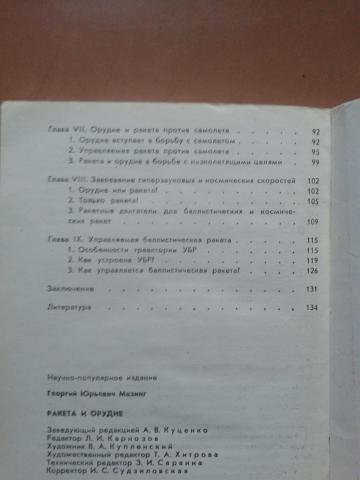 Глава VII. Орудие и ракета против самолета . . . . . 92
1. Орудие вступает в борьбу с самолетом . . . . . 92
2. Управляемая ракета против самолета . . . . . 95
3. Ракета и орудие в борьбе с низколетящими целями . . 99
Глава VIII. Завоевание гиперзвуковых и космических скоростей 102
1. Орудие или ракета? . . . . . . . . . 102
2. Только ракета! . . . . . . . . . . 105
3. Ракетные двигатели для баллистических и космичес-
ких ракет . . . . . . . . . . . 109
Глава IX. Управляемая баллистическая ракета . . . . . 115
1. Особенности траектории УБР . . . . . . . 115
2. Как устроена УБР? . . . . . . . . . 119
3. Как управляется баллистическая ракета? . . . . 126
Заключение . . . . . . . . . . . . . 131
Литература . . . . . . . . . . . . . 134
Научно-популярное издание
Георгий Юрьевич Мазинг
РАКЕТА И ОРУДИЕ
Заведующий редакцией А. В. Куценко
Редактор Л. И. Карнозов
Художник В. А. Купленский
Художественный редактор Т. А. Хитрова
Технический редактор З. И. Сарвина
Корректор И. С. Судзиловская